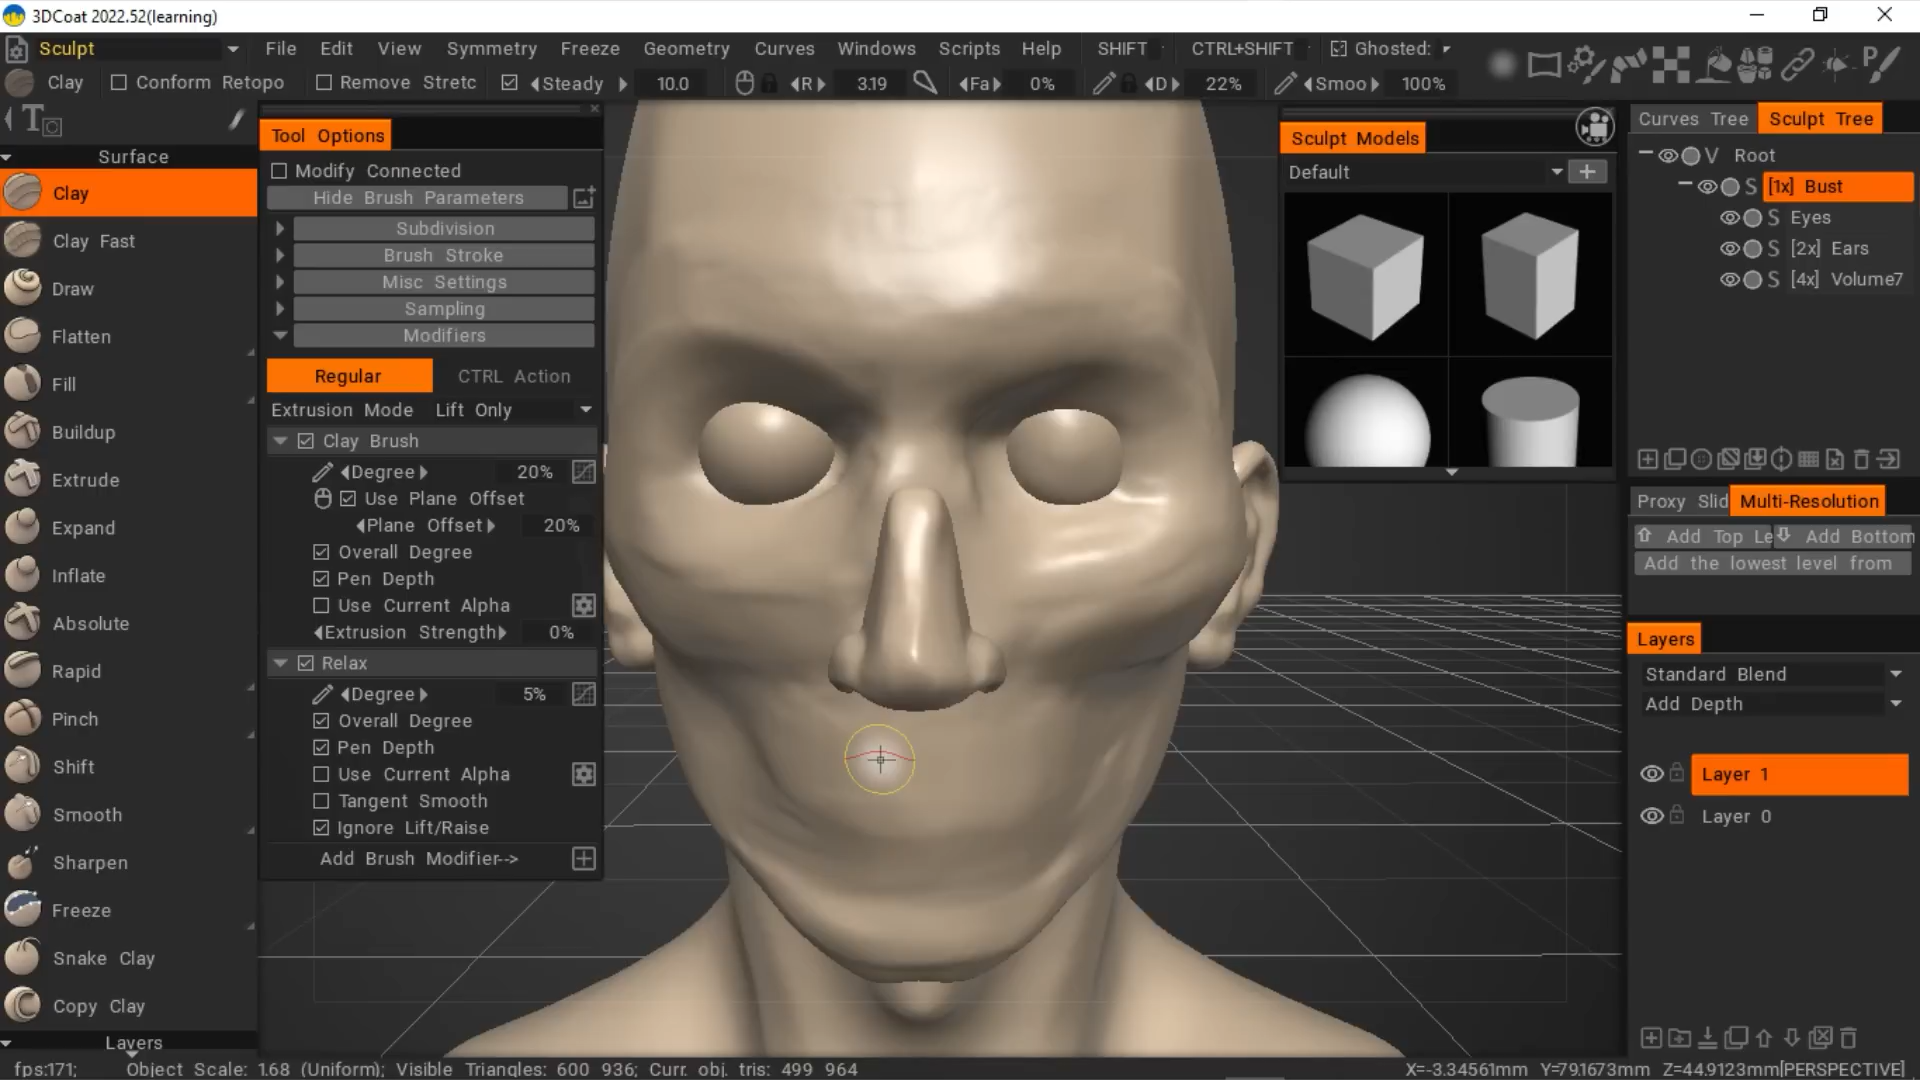 3DCoat 2022.52(learning)
Sculpt File Edit View Symmetry Freeze Geometry Curves Windows Scripts Help SHIFT CTRL+SHIFT Ghosted:
Clay Conform Retopo Remove Stretc Steady 10.0 R 3.19 Fa 0% D 22% Smoo 100%
Surface
Clay
Clay Fast
Draw
Flatten
Fill
Buildup
Extrude
Expand
Inflate
Absolute
Rapid
Pinch
Shift
Smooth
Sharpen
Freeze
Snake Clay
Copy Clay
Layers
Tool Options
Modify Connected
Hide Brush Parameters
Subdivision
Brush Stroke
Misc Settings
Sampling
Modifiers
Regular CTRL Action
Extrusion Mode Lift Only
Clay Brush
Degree 20%
Use Plane Offset
Plane Offset 20%
Overall Degree
Pen Depth
Use Current Alpha
Extrusion Strength 0%
Relax
Degree 5%
Overall Degree
Pen Depth
Use Current Alpha
Tangent Smooth
Ignore Lift/Raise
Add Brush Modifier-->
Sculpt Models
Default
Curves Tree Sculpt Tree
V Root
S [1x] Bust
S Eyes
S [2x] Ears
S [4x] Volume7
Proxy Slid Multi-Resolution
Add Top Le Add Bottom
Add the lowest level from
Layers
Standard Blend
Add Depth
Layer 1
Layer 0
fps:171; Object Scale: 1.68 (Uniform); Visible Triangles: 600 936; Curr. obj. tris: 499 964 X=-3.34561mm Y=79.1673mm Z=44.9123mm[PERSPECTIVE]